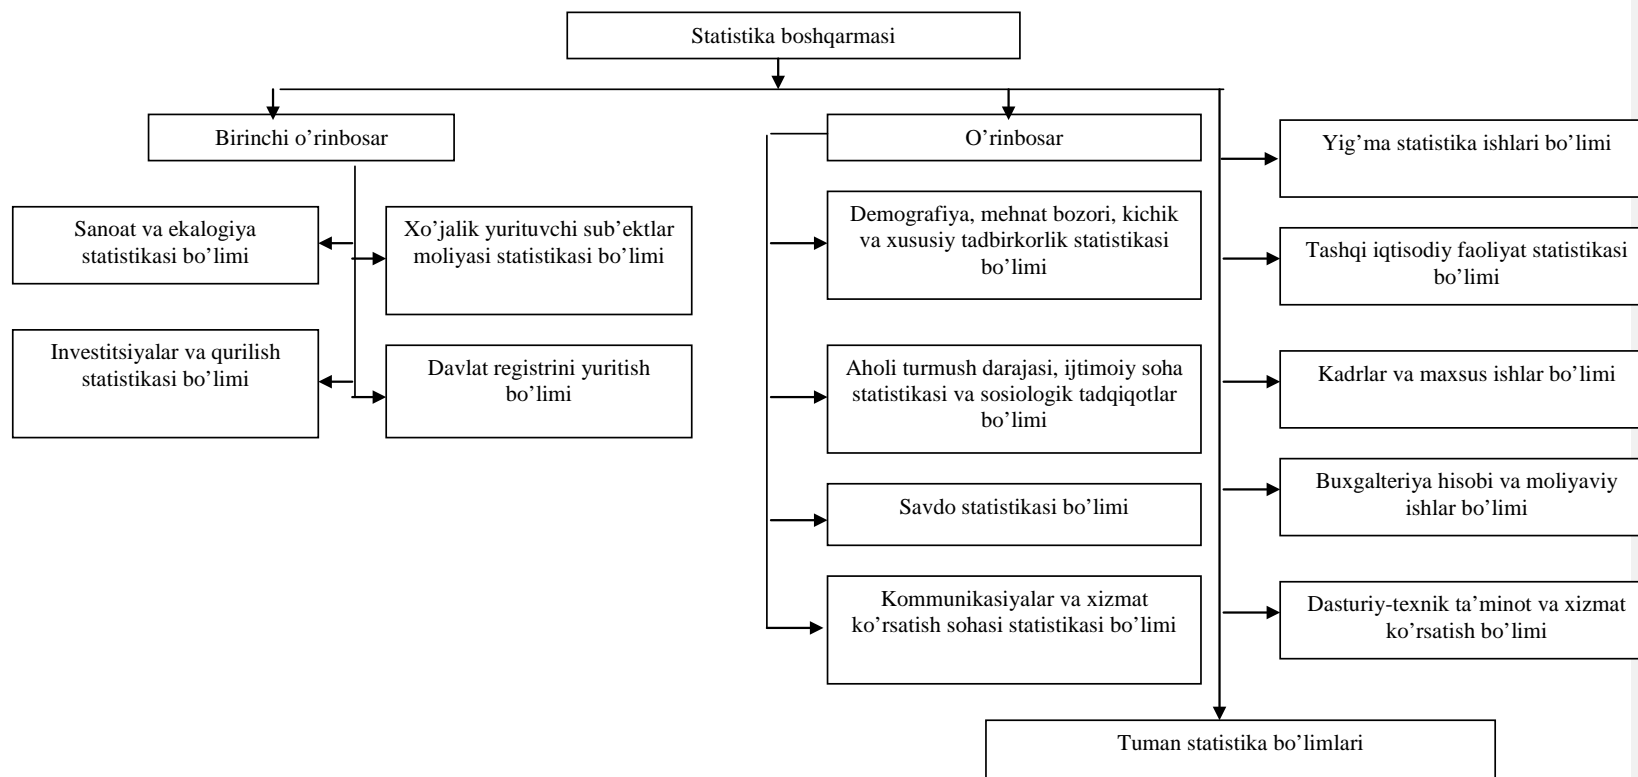 Statistika boshqarmasi
Birinchi o’rinbosar
Sanoat va ekalogiya
statistikasi bo’limi
Xo’jalik yurituvchi sub’ektlar
moliyasi statistikasi bo’limi
Investitsiyalar va qurilish
statistikasi bo’limi
Davlat registrini yuritish
bo’limi
O’rinbosar
Demografiya, mehnat bozori, kichik
va xususiy tadbirkorlik statistikasi
bo’limi
Aholi turmush darajasi, ijtimoiy soha
statistikasi va sosiologik tadqiqotlar
bo’limi
Savdo statistikasi bo’limi
Kommunikasiyalar va xizmat
ko’rsatish sohasi statistikasi bo’limi
Yig’ma statistika ishlari bo’limi
Tashqi iqtisodiy faoliyat statistikasi
bo’limi
Kadrlar va maxsus ishlar bo’limi
Buxgalteriya hisobi va moliyaviy
ishlar bo’limi
Dasturiy-texnik ta’minot va xizmat
ko’rsatish bo’limi
Tuman statistika bo’limlari